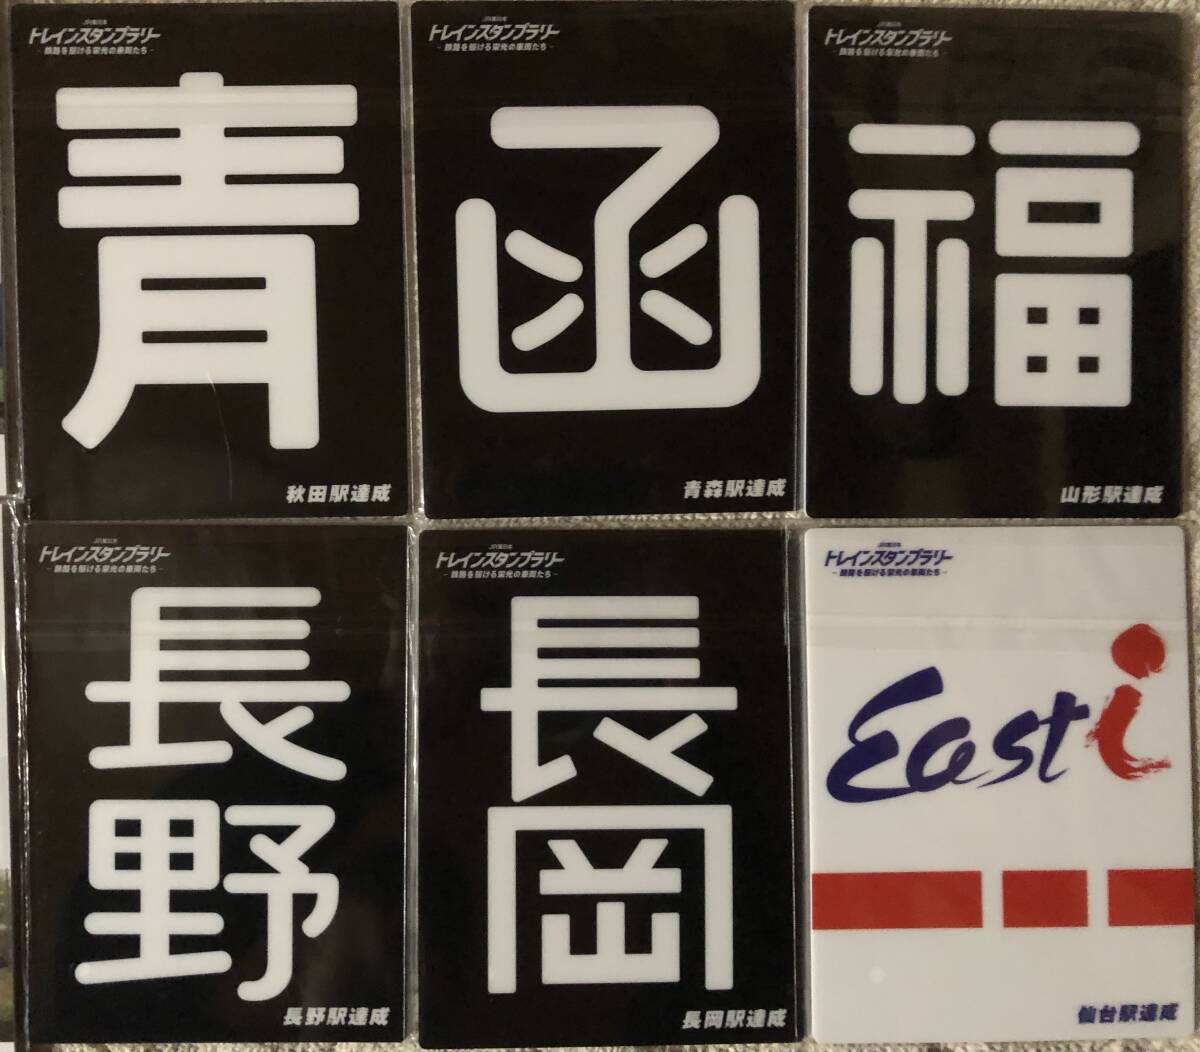 JR東日本
トレインスタンプラリー
- 鉄路を駆ける栄光の車両たち -
青
秋田駅達成
JR東日本
トレインスタンプラリー
- 鉄路を駆ける栄光の車両たち -
函
青森駅達成
JR東日本
トレインスタンプラリー
- 鉄路を駆ける栄光の車両たち -
福
山形駅達成
JR東日本
トレインスタンプラリー
- 鉄路を駆ける栄光の車両たち -
長
野
長野駅達成
JR東日本
トレインスタンプラリー
- 鉄路を駆ける栄光の車両たち -
長
岡
長岡駅達成
JR東日本
トレインスタンプラリー
- 鉄路を駆ける栄光の車両たち -
East i
仙台駅達成